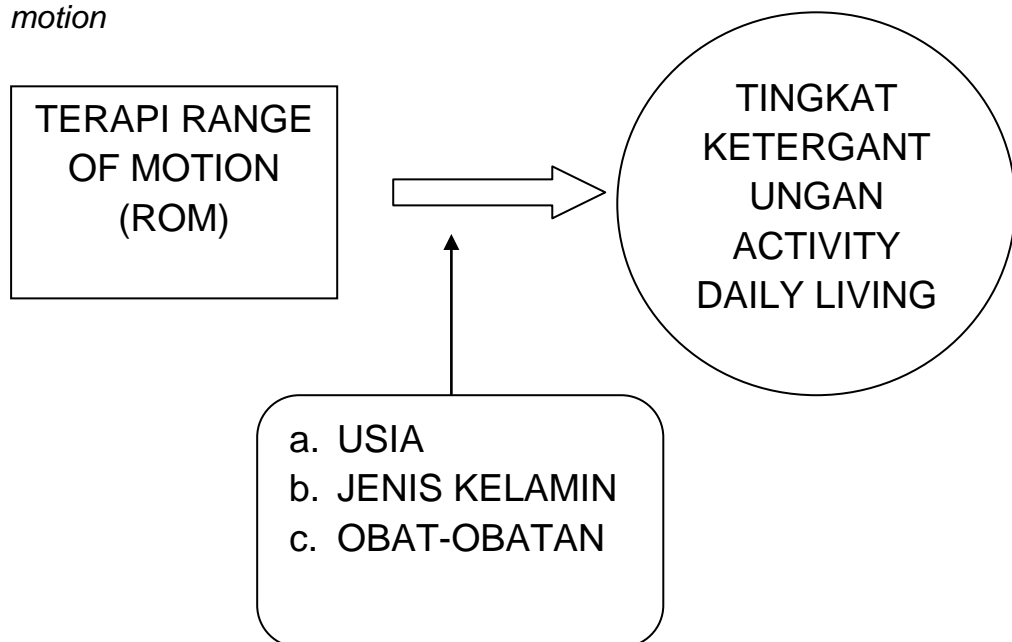 motion
TERAPI RANGE
OF MOTION
(ROM)
TINGKAT
KETERGANT
UNGAN
ACTIVITY
DAILY LIVING
a. USIA
b. JENIS KELAMIN
c. OBAT-OBATAN